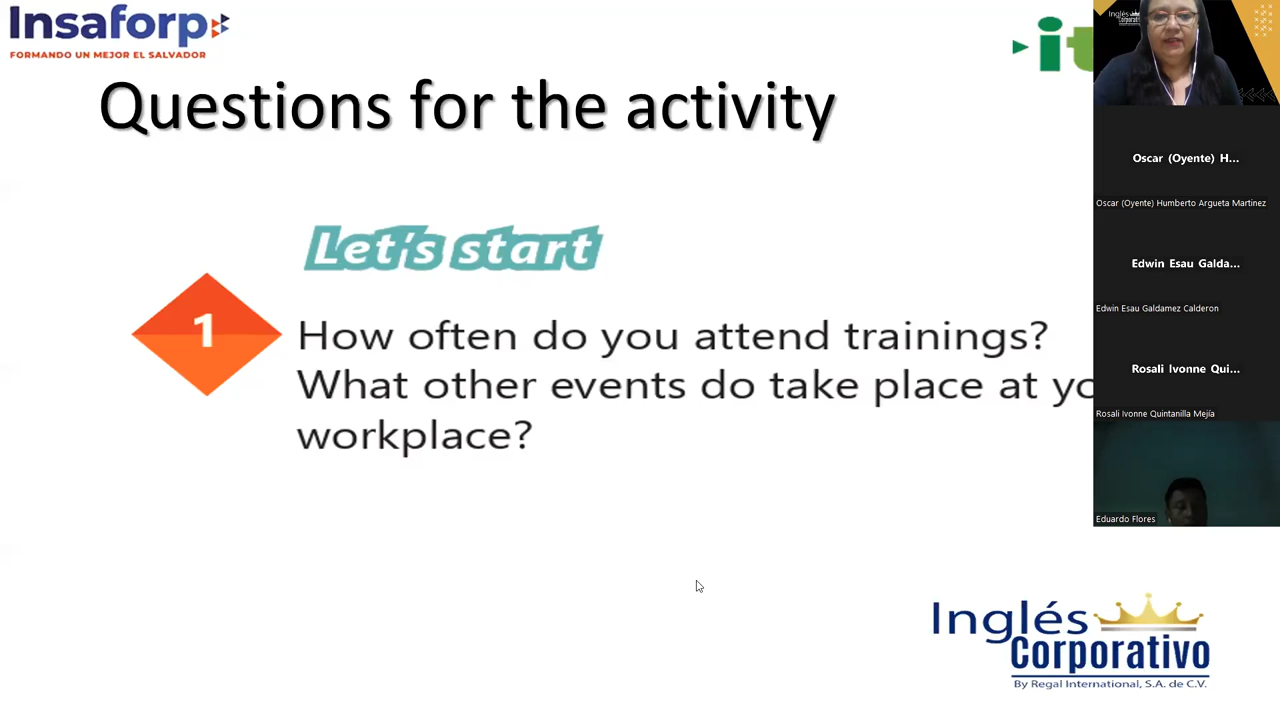 Insaforp
FORMANDO UN MEJOR EL SALVADOR
Questions for the activity
Let's start
1
How often do you attend trainings?
What other events do take place at yo
workplace?
it
Inglés
Corporativo
Oscar (Oyente) H...
Oscar (Oyente) Humberto Argueta Martinez
Edwin Esau Galda...
Edwin Esau Galdamez Calderon
Rosali Ivonne Qui...
Rosali Ivonne Quintanilla Mejía
Eduardo Flores
Inglés
Corporativo
By Regal International, S.A. de C.V.